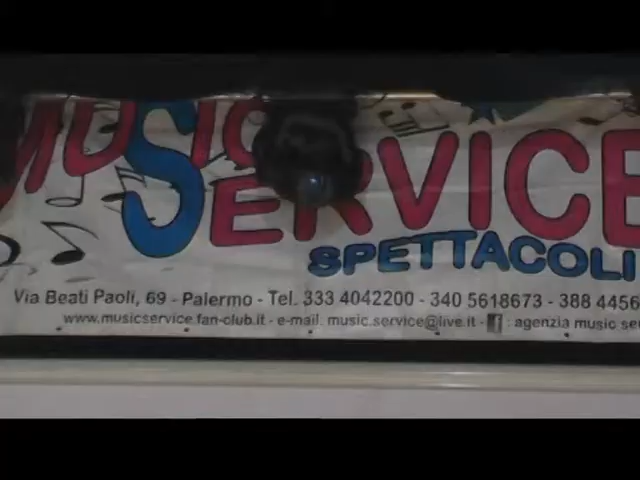 MUSIC
SERVICE
SPETTACOLI
Via Beati Paoli, 69 - Palermo - Tel. 333 4042200 - 340 5618673 - 388 4456
www.musicservice.fan-club.it - e-mail: music.service@live.it - f : agenzia music ser